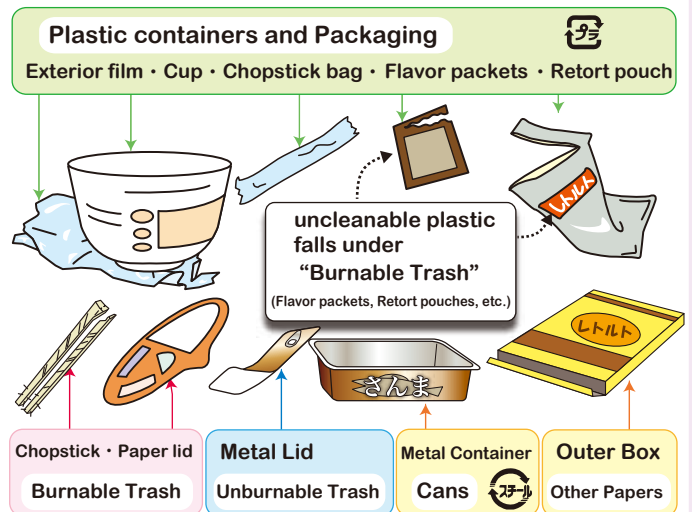 Plastic containers and Packaging
プラ
Exterior film・Cup・Chopstick bag・Flavor packets・Retort pouch
レトルト
uncleanable plastic
falls under
“Burnable Trash”
(Flavor packets, Retort pouches, etc.)
レトルト
さんま
Chopstick・Paper lid
Burnable Trash
Metal Lid
Unburnable Trash
Metal Container
Cans
スチール
Outer Box
Other Papers